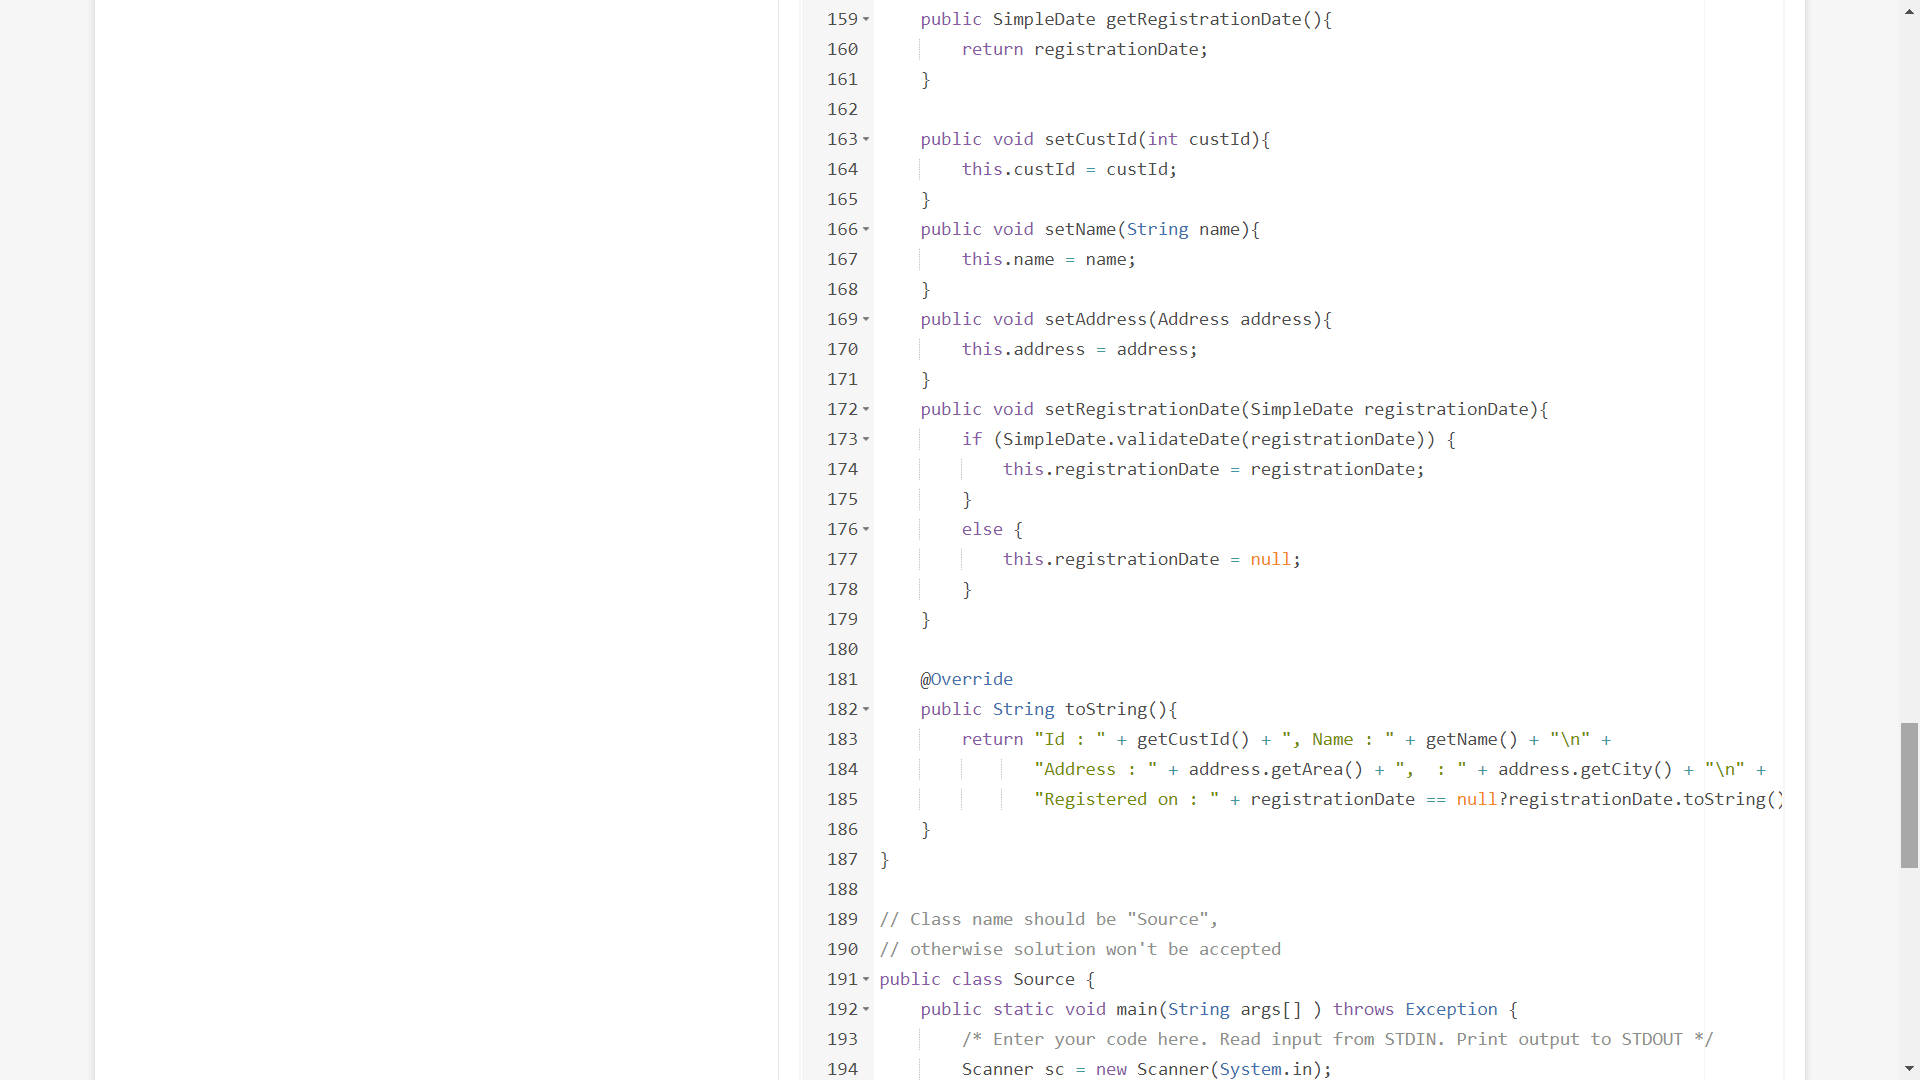 159 public SimpleDate getRegistrationDate(){
160 return registrationDate;
161 }
162
163 public void setCustId(int custId){
164 this.custId = custId;
165 }
166 public void setName(String name){
167 this.name = name;
168 }
169 public void setAddress(Address address){
170 this.address = address;
171 }
172 public void setRegistrationDate(SimpleDate registrationDate){
173 if (SimpleDate.validateDate(registrationDate)) {
174 this.registrationDate = registrationDate;
175 }
176 else {
177 this.registrationDate = null;
178 }
179 }
180
181 @Override
182 public String toString(){
183 return "Id : " + getCustId() + ", Name : " + getName() + "\n" +
184 "Address : " + address.getArea() + ",  : " + address.getCity() + "\n" +
185 "Registered on : " + registrationDate == null?registrationDate.toString()
186 }
187 }
188
189 // Class name should be "Source",
190 // otherwise solution won't be accepted
191 public class Source {
192 public static void main(String args[] ) throws Exception {
193 /* Enter your code here. Read input from STDIN. Print output to STDOUT */
194 Scanner sc = new Scanner(System.in);